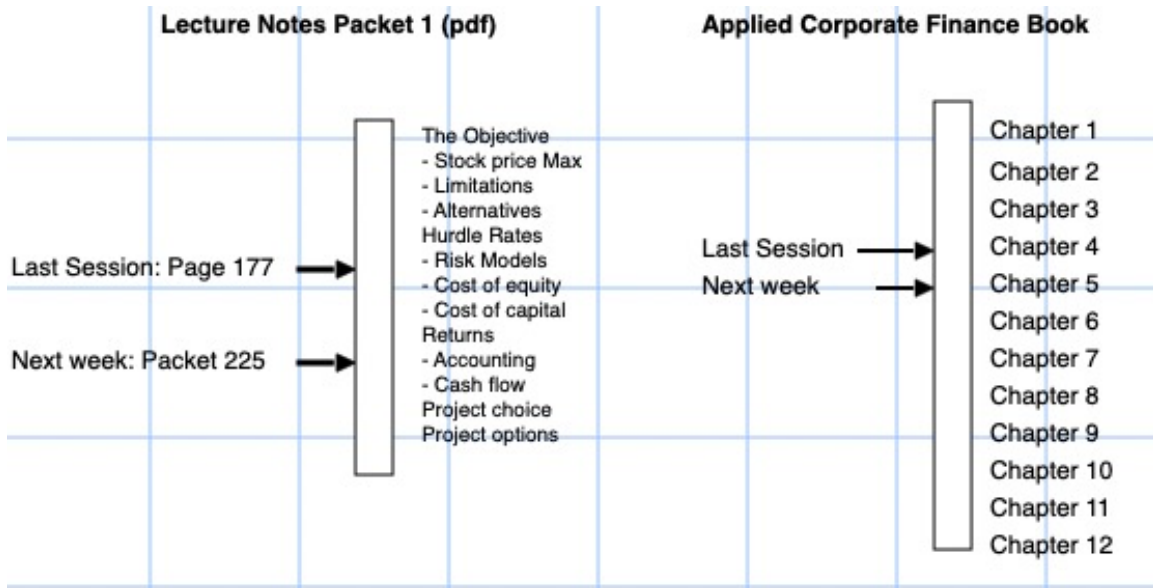 Lecture Notes Packet 1 (pdf)
The Objective
- Stock price Max
- Limitations
- Alternatives
Hurdle Rates
- Risk Models
- Cost of equity
- Cost of capital
Returns
- Accounting
- Cash flow
Project choice
Project options
Last Session: Page 177
Next week: Packet 225
Applied Corporate Finance Book
Last Session
Next week
Chapter 1
Chapter 2
Chapter 3
Chapter 4
Chapter 5
Chapter 6
Chapter 7
Chapter 8
Chapter 9
Chapter 10
Chapter 11
Chapter 12